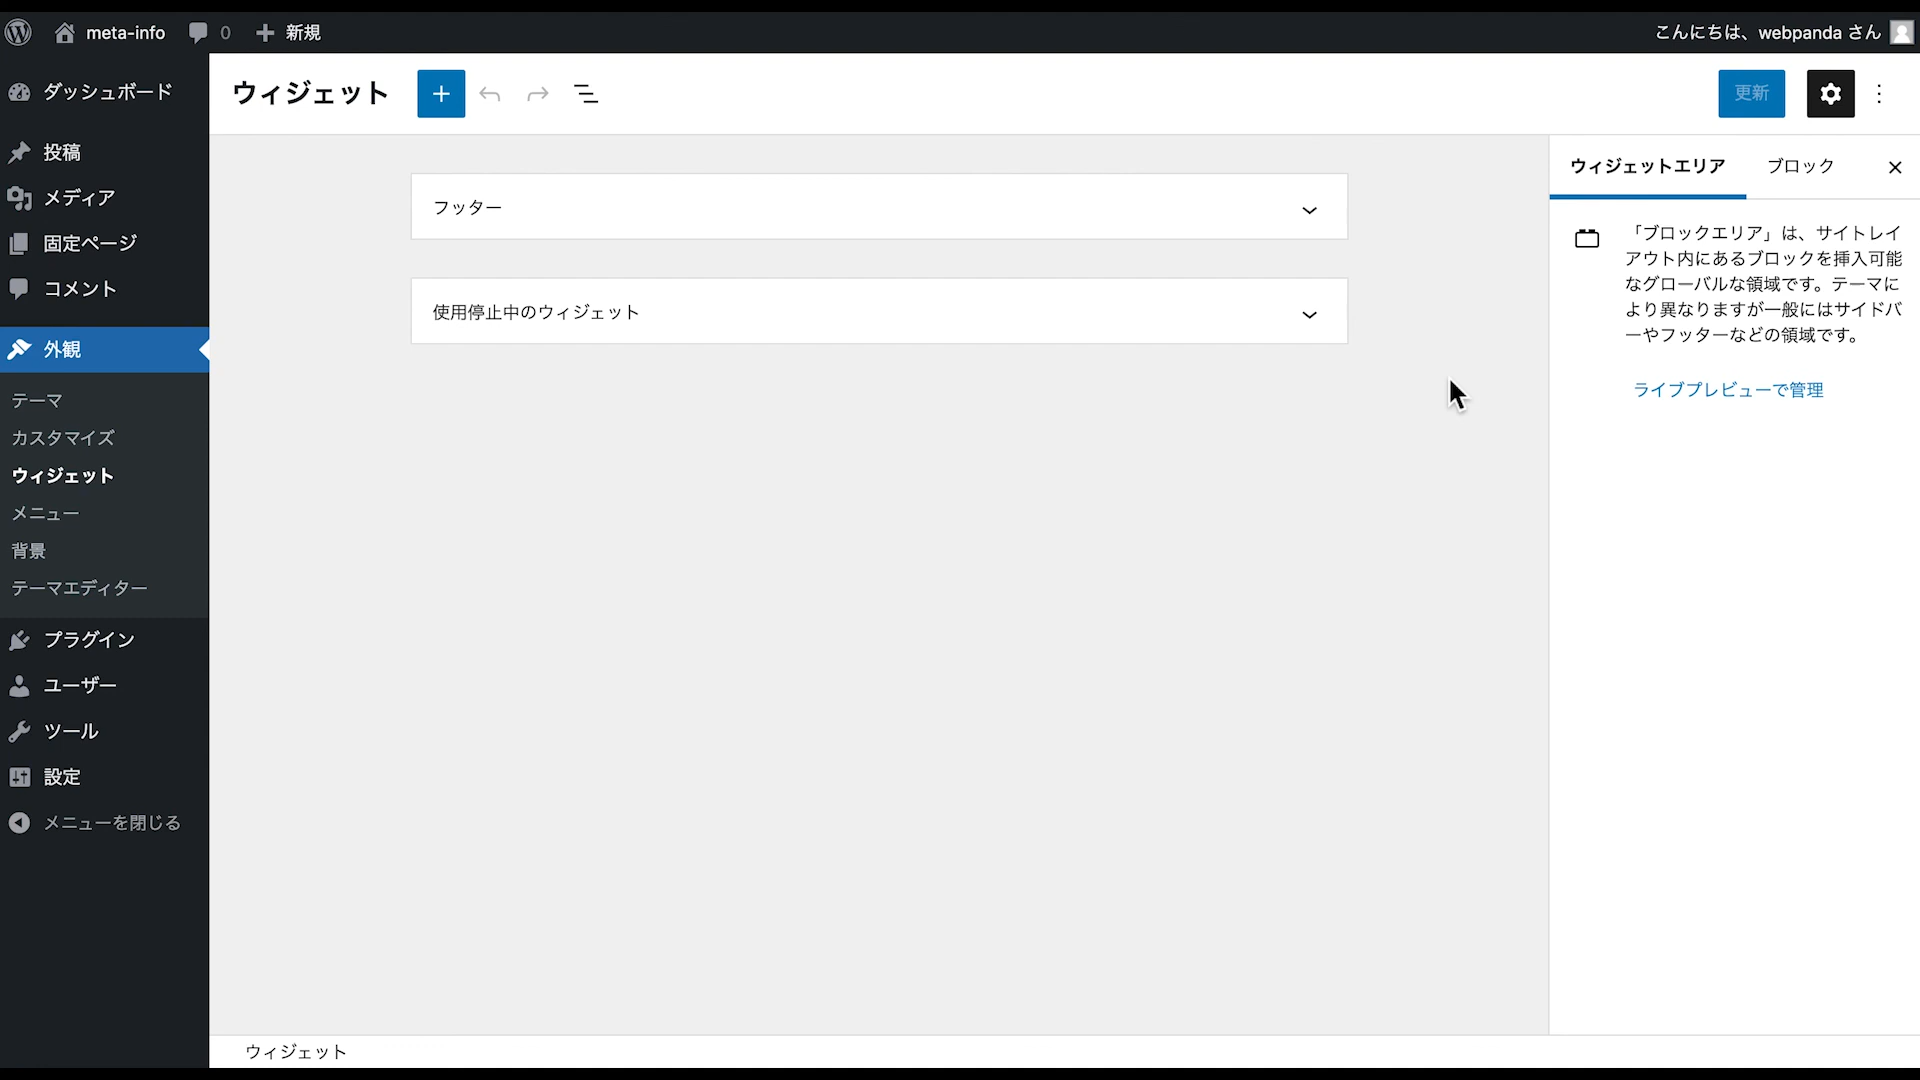 meta-info 0 新規
こんにちは、webpanda さん
ダッシュボード
投稿
メディア
固定ページ
コメント
外観
テーマ
カスタマイズ
ウィジェット
メニュー
背景
テーマエディター
プラグイン
ユーザー
ツール
設定
メニューを閉じる
ウィジェット
更新
フッター
使用停止中のウィジェット
ウィジェットエリア ブロック
「ブロックエリア」は、サイトレイ
アウト内にあるブロックを挿入可能
なグローバルな領域です。テーマに
より異なりますが一般にはサイドバ
ーやフッターなどの領域です。
ライブプレビューで管理
ウィジェット